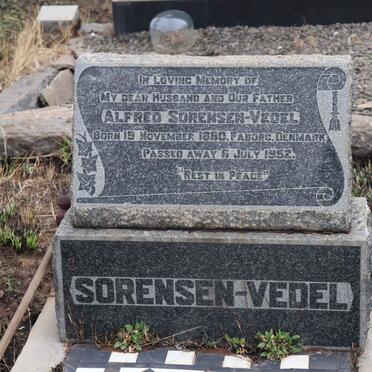 IN LOVING MEMORY OF
MY DEAR HUSBAND AND OUR FATHER
ALFRED SORENSEN-VEDEL
BORN 19 NOVEMBER 1880, FABORG, DENMARK.
PASSED AWAY 6 JULY 1952.
"REST IN PEACE"
SORENSEN-VEDEL